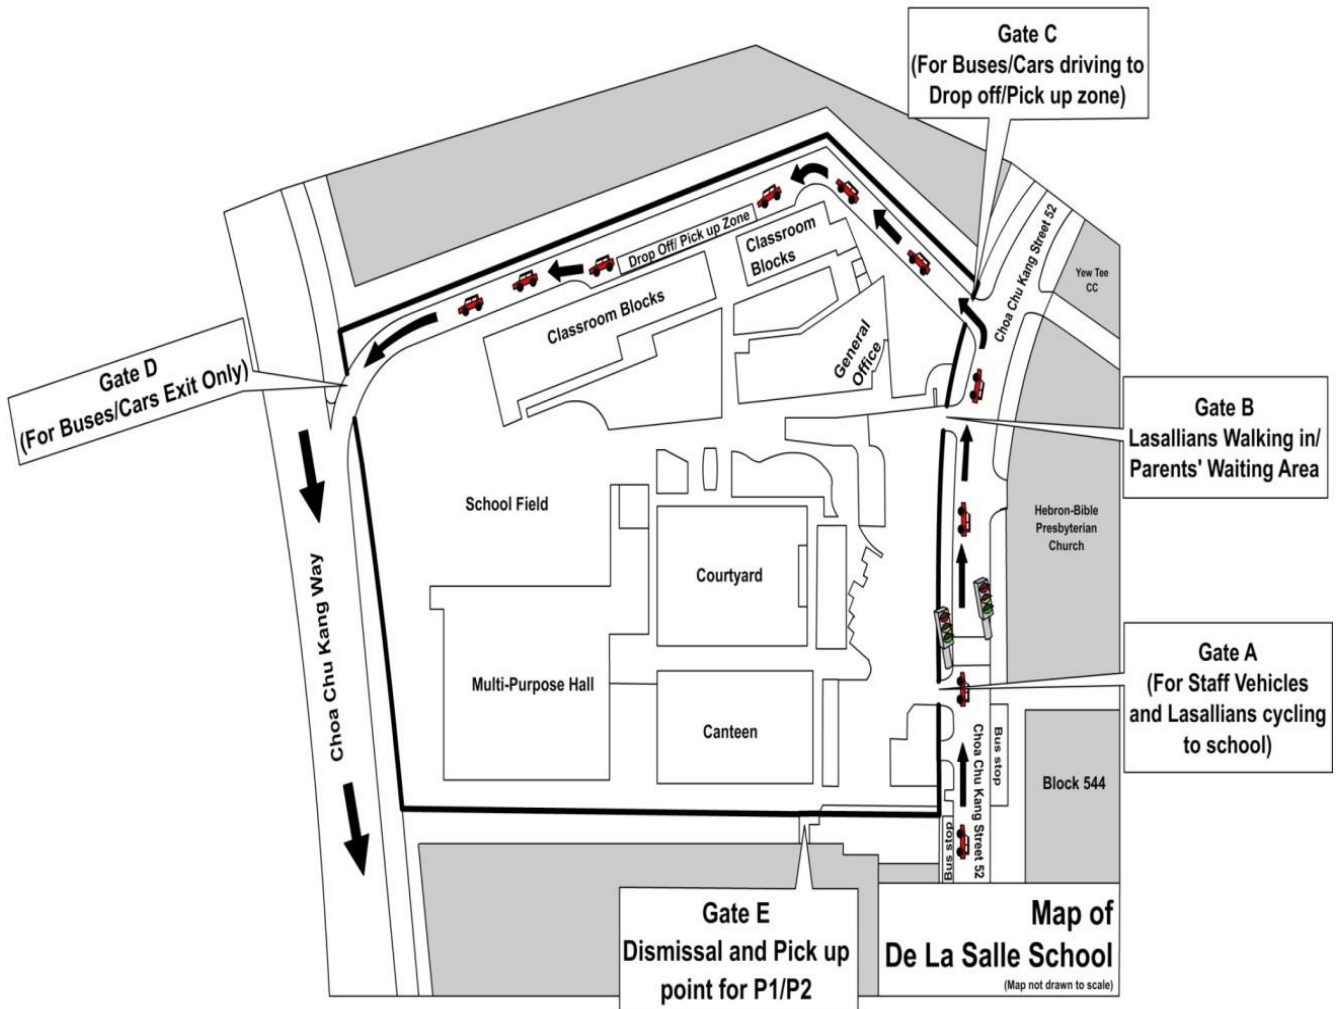 Gate C
(For Buses/Cars driving to
Drop off/Pick up zone)
Choa Chu Kang Street 52
Yew Tee
CC
Drop Off/ Pick up Zone
Classroom
Blocks
Classroom Blocks
General
Office
Gate D
(For Buses/Cars Exit Only)
Gate B
Lasallians Walking in/
Parents' Waiting Area
School Field
Hebron-Bible
Presbyterian
Church
Courtyard
Choa Chu Kang Way
Multi-Purpose Hall
Canteen
Gate A
(For Staff Vehicles
and Lasallians cycling
to school)
Bus stop
Choa Chu Kang Street 52
Block 544
Bus stop
Gate E
Dismissal and Pick up
point for P1/P2
Map of
De La Salle School
(Map not drawn to scale)